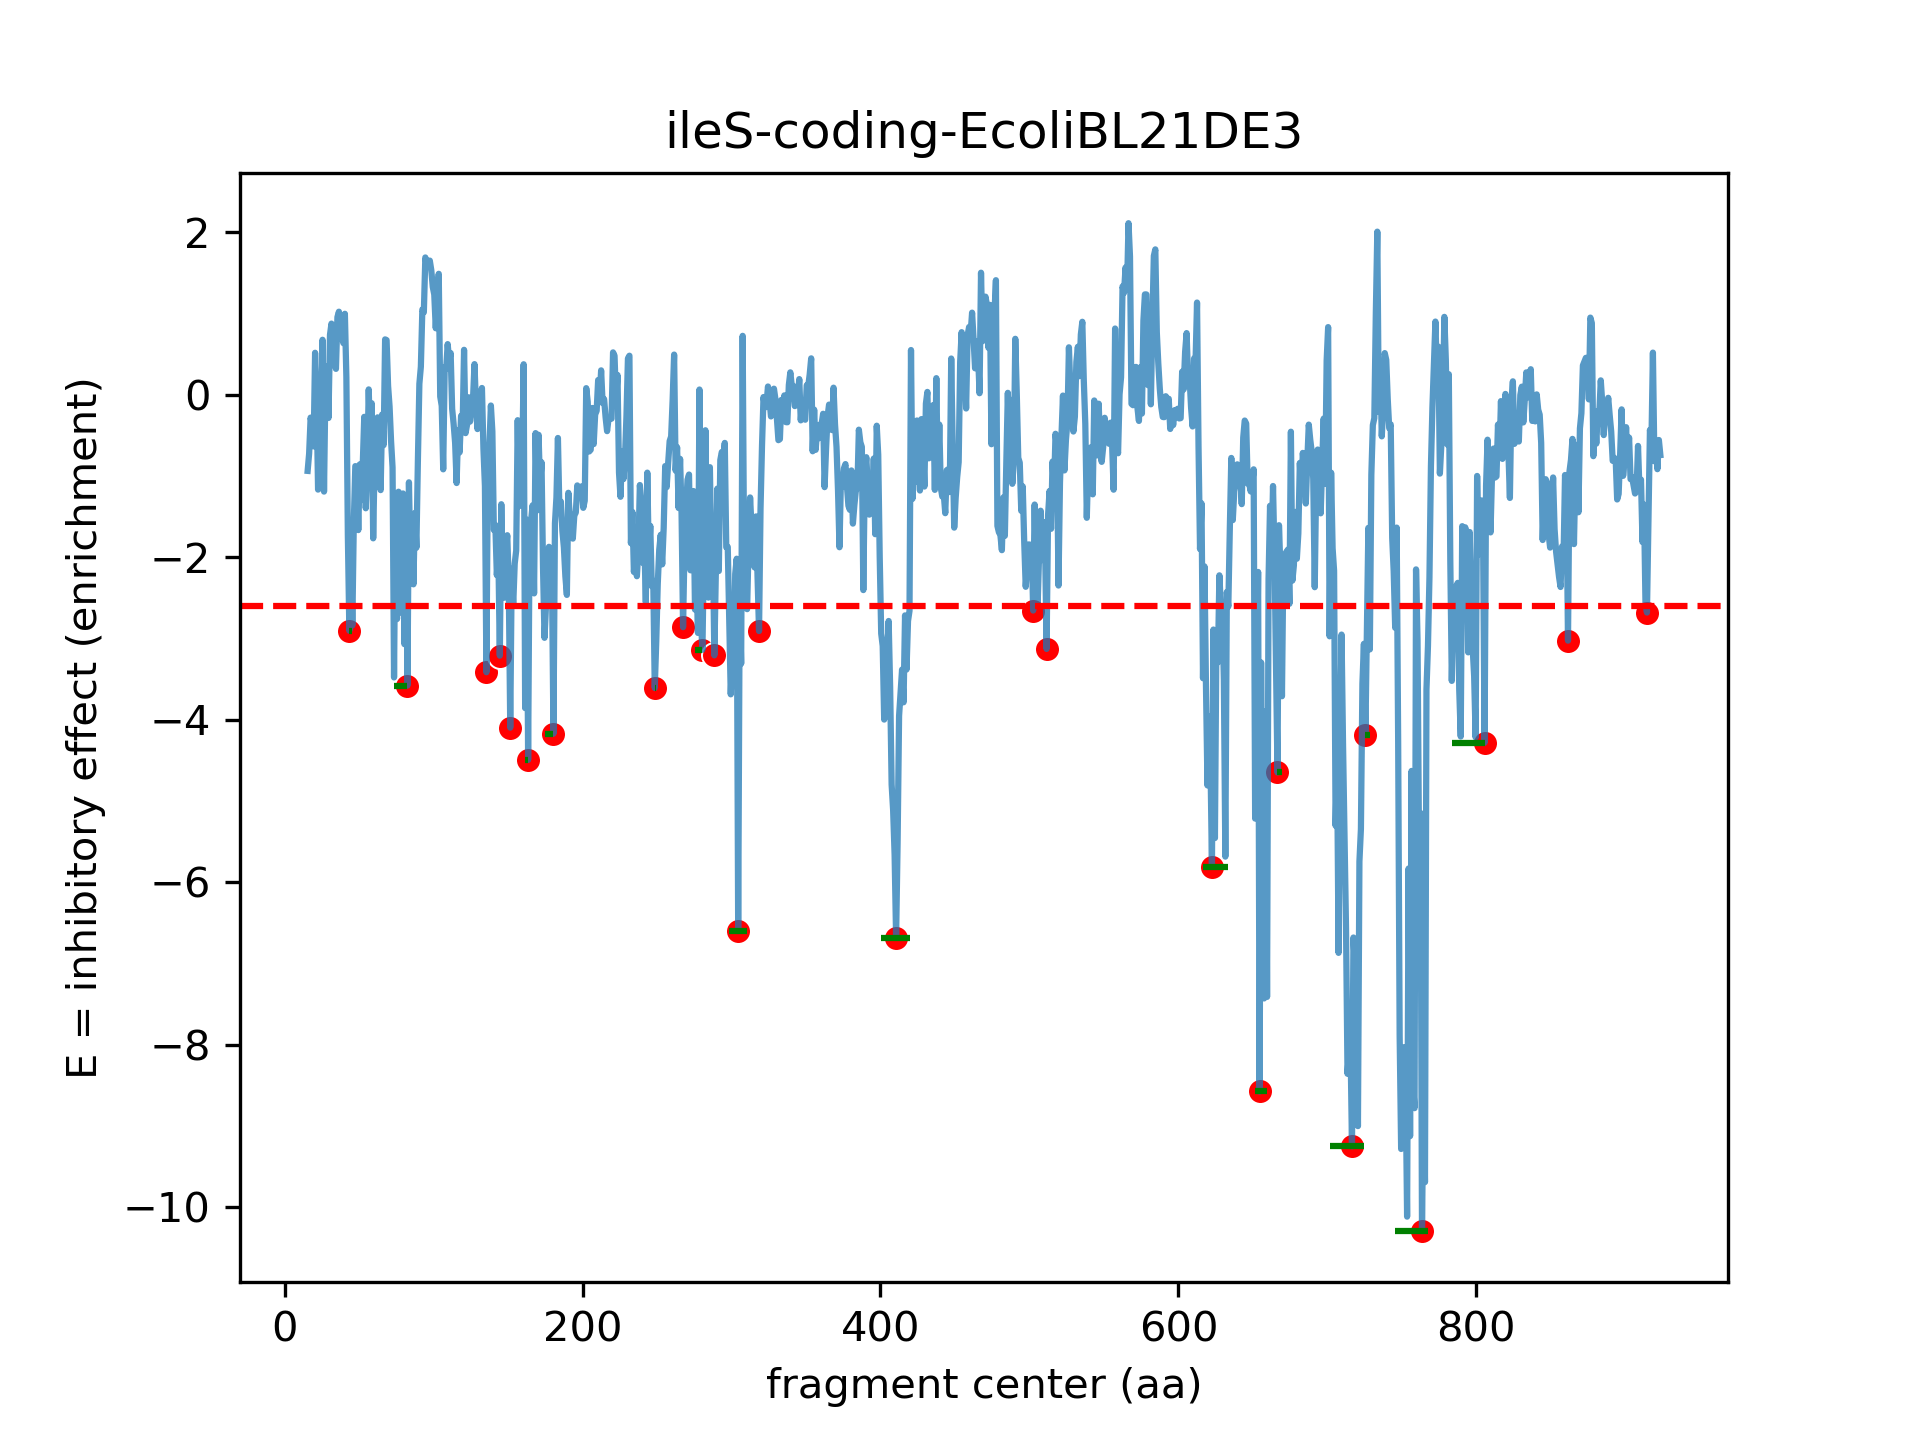 ileS-coding-EcoliBL21DE3
E = inhibitory effect (enrichment)
2
0
−2
−4
−6
−8
−10
0 200 400 600 800
fragment center (aa)